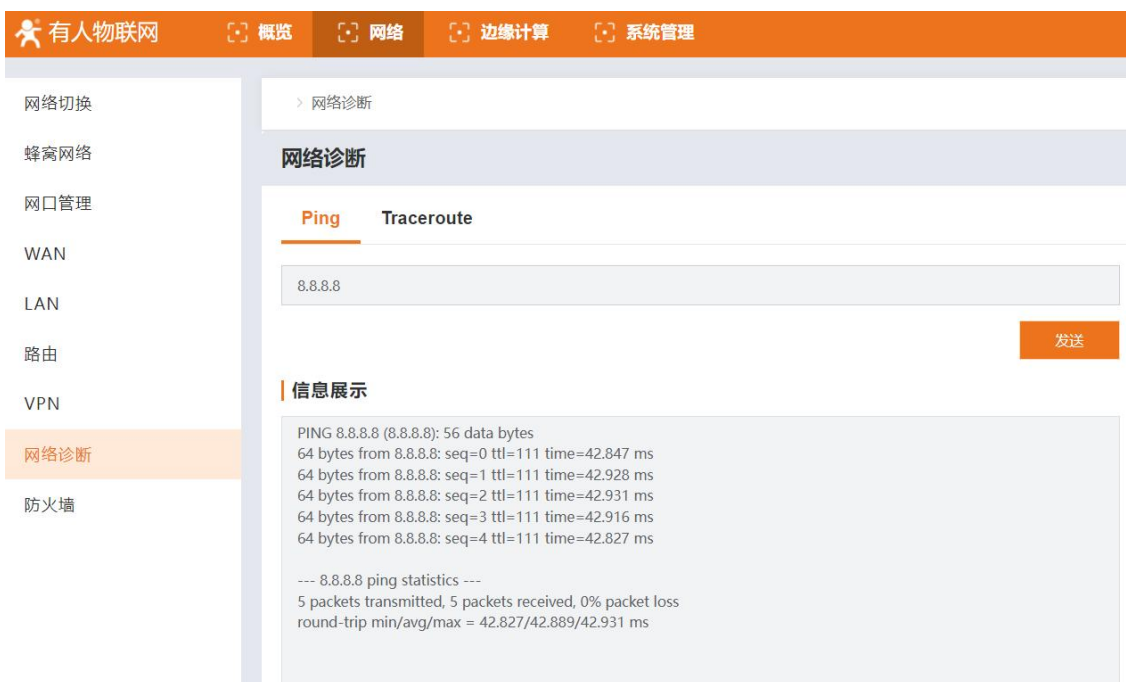 有人物联网 概览 网络 边缘计算 系统管理
网络切换
蜂窝网络
网口管理
WAN
LAN
路由
VPN
网络诊断
防火墙
> 网络诊断
网络诊断
Ping Traceroute
8.8.8.8
发送
信息展示
PING 8.8.8.8 (8.8.8.8): 56 data bytes
64 bytes from 8.8.8.8: seq=0 ttl=111 time=42.847 ms
64 bytes from 8.8.8.8: seq=1 ttl=111 time=42.928 ms
64 bytes from 8.8.8.8: seq=2 ttl=111 time=42.931 ms
64 bytes from 8.8.8.8: seq=3 ttl=111 time=42.916 ms
64 bytes from 8.8.8.8: seq=4 ttl=111 time=42.827 ms
--- 8.8.8.8 ping statistics ---
5 packets transmitted, 5 packets received, 0% packet loss
round-trip min/avg/max = 42.827/42.889/42.931 ms